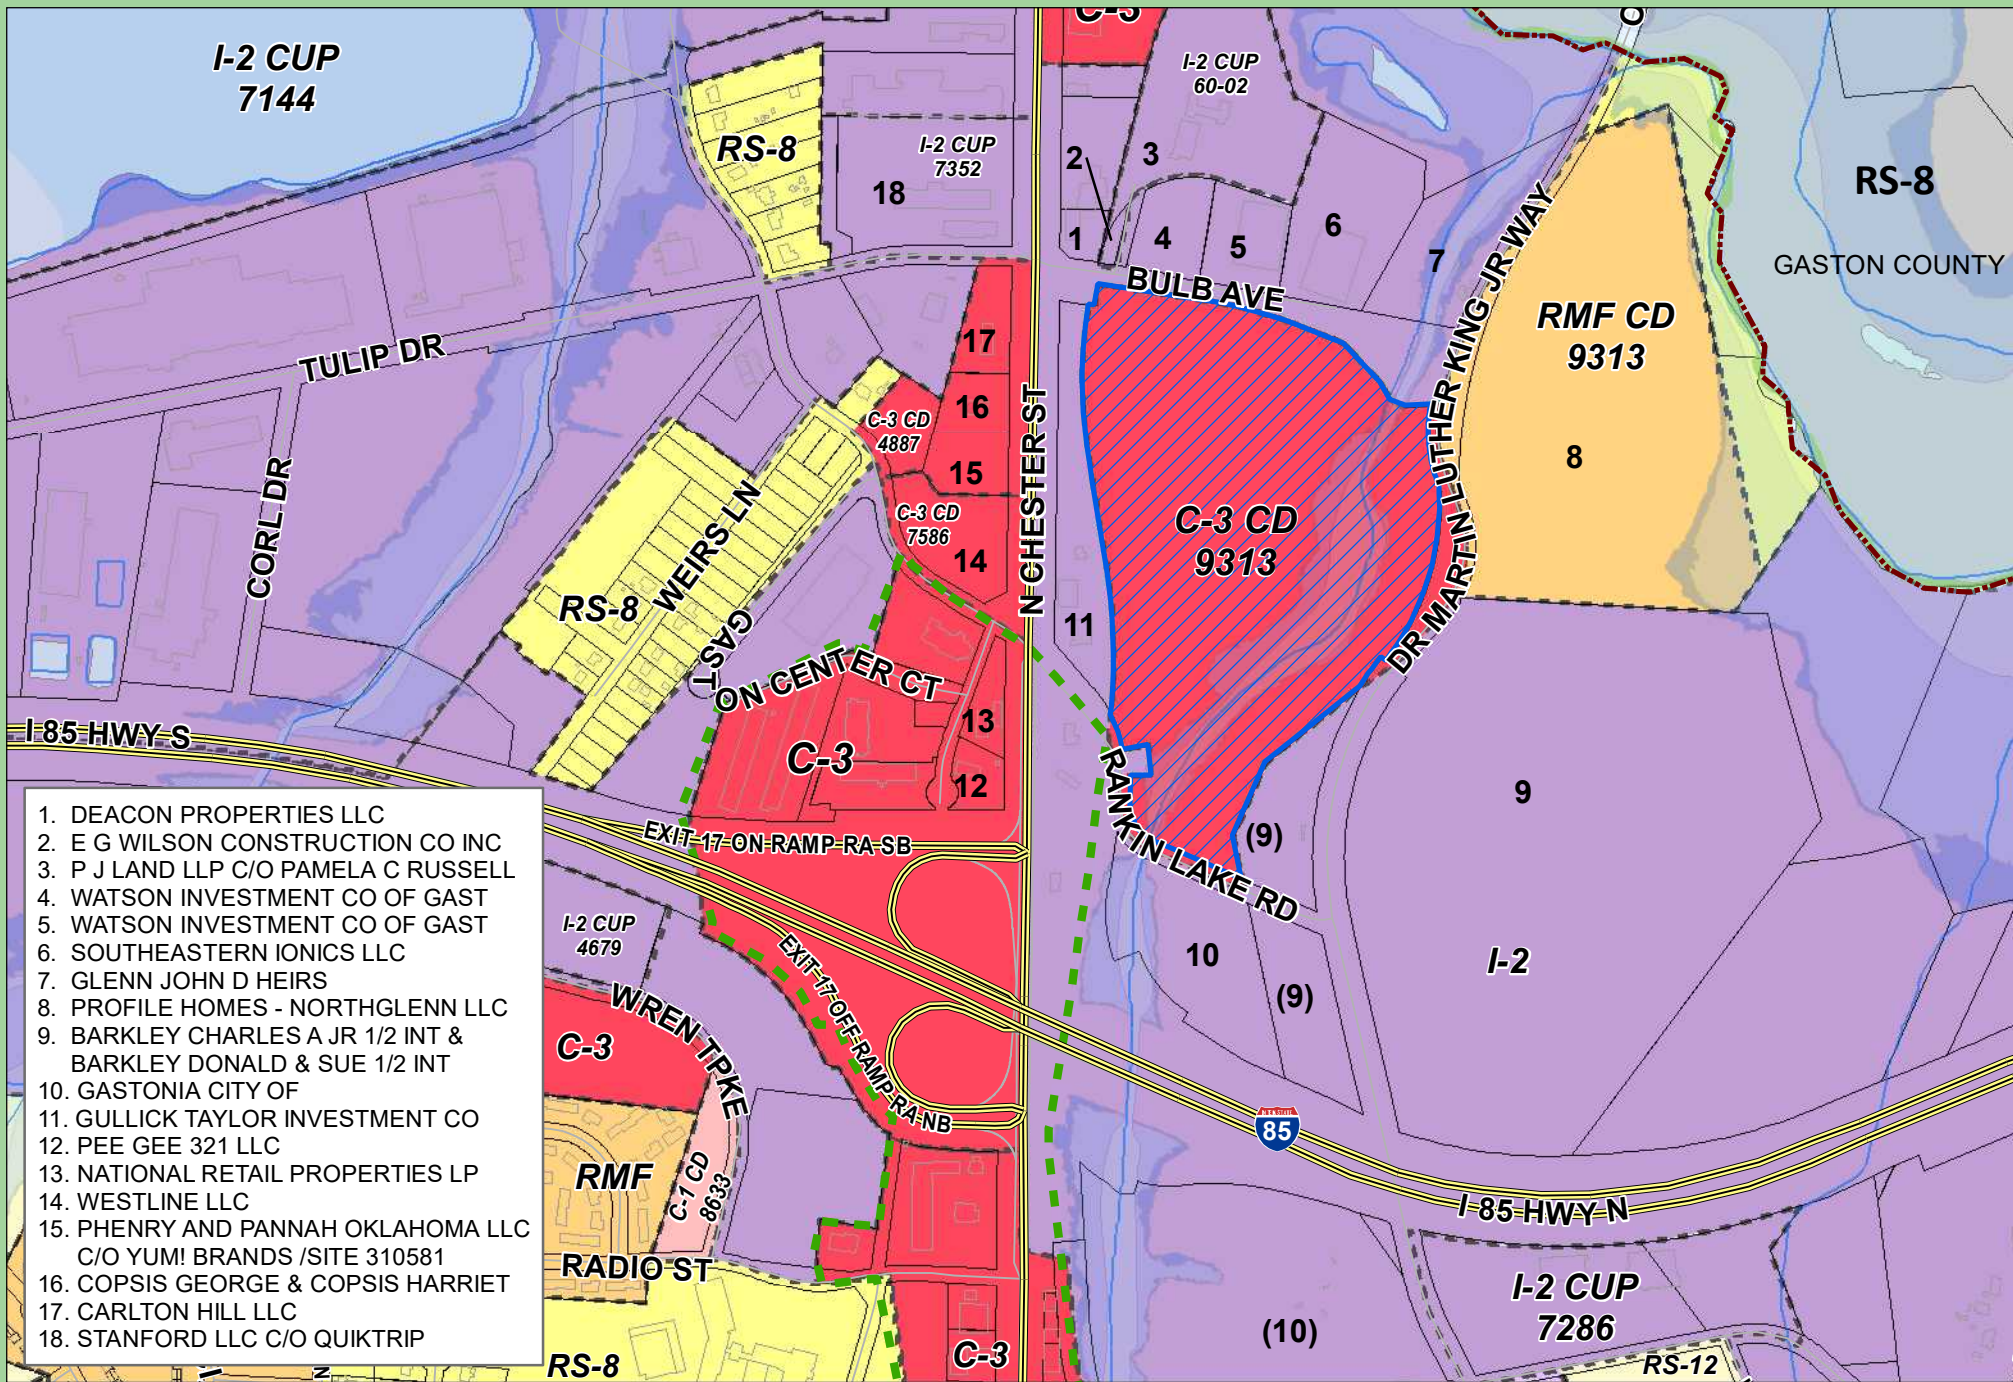 C-3
I-2 CUP
7144
I-2 CUP
60-02
RS-8
I-2 CUP
7352
18
2
3
1
4
5
6
7
RS-8
GASTON COUNTY
BULB AVE
RMF CD
9313
8
TULIP DR
17
16
15
C-3 CD
4887
C-3 CD
7586
14
N CHESTER ST
C-3 CD
9313
DR MARTIN LUTHER KING JR WAY
CORL DR
WEIRS LN
RS-8
11
GASTON CENTER CT
13
12
C-3
I 85 HWY S
RANKIN LAKE RD
9
(9)
EXIT 17 ON RAMP RA SB
I-2 CUP
4679
10
(9)
I-2
EXIT 17 OFF RAMP RA NB
WREN TPKE
C-3
85
RMF
C-1 CD
8633
I 85 HWY N
RADIO ST
I-2 CUP
7286
(10)
RS-8
C-3
RS-12
1. DEACON PROPERTIES LLC
2. E G WILSON CONSTRUCTION CO INC
3. P J LAND LLP C/O PAMELA C RUSSELL
4. WATSON INVESTMENT CO OF GAST
5. WATSON INVESTMENT CO OF GAST
6. SOUTHEASTERN IONICS LLC
7. GLENN JOHN D HEIRS
8. PROFILE HOMES - NORTHGLENN LLC
9. BARKLEY CHARLES A JR 1/2 INT &
BARKLEY DONALD & SUE 1/2 INT
10. GASTONIA CITY OF
11. GULLICK TAYLOR INVESTMENT CO
12. PEE GEE 321 LLC
13. NATIONAL RETAIL PROPERTIES LP
14. WESTLINE LLC
15. PHENRY AND PANNAH OKLAHOMA LLC
C/O YUM! BRANDS /SITE 310581
16. COPSIS GEORGE & COPSIS HARRIET
17. CARLTON HILL LLC
18. STANFORD LLC C/O QUIKTRIP